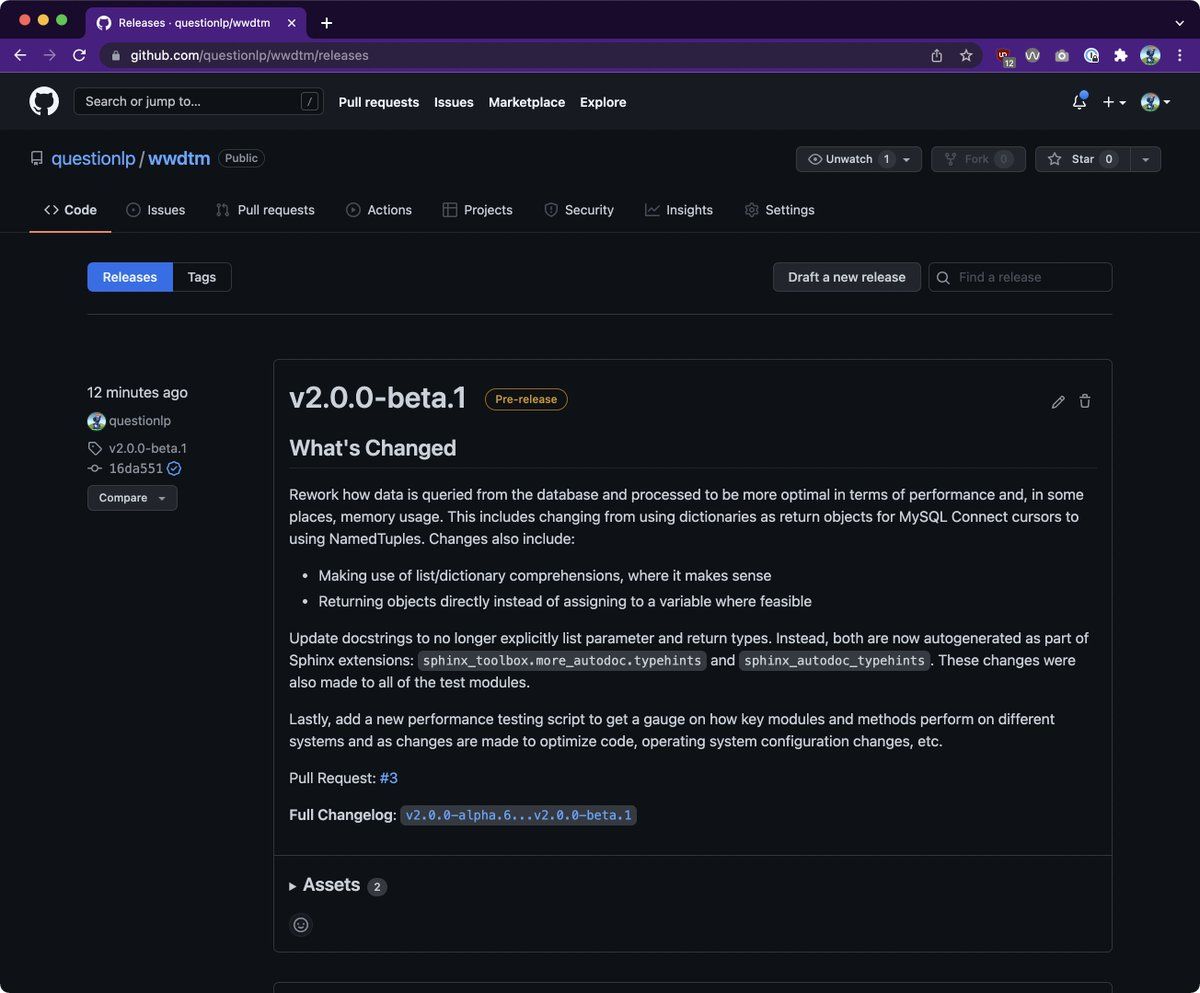 Releases · questionlp/wwdtm
github.com/questionlp/wwdtm/releases
12
Search or jump to... /
Pull requests Issues Marketplace Explore
questionlp / wwdtm Public
Unwatch 1 Fork 0 Star 0
Code Issues Pull requests Actions Projects Security Insights Settings
Releases Tags Draft a new release Find a release
12 minutes ago
questionlp
v2.0.0-beta.1
16da551
Compare
v2.0.0-beta.1 Pre-release
What's Changed
Rework how data is queried from the database and processed to be more optimal in terms of performance and, in some
places, memory usage. This includes changing from using dictionaries as return objects for MySQL Connect cursors to
using NamedTuples. Changes also include:
• Making use of list/dictionary comprehensions, where it makes sense
• Returning objects directly instead of assigning to a variable where feasible
Update docstrings to no longer explicitly list parameter and return types. Instead, both are now autogenerated as part of
Sphinx extensions: sphinx_toolbox.more_autodoc.typehints and sphinx_autodoc_typehints. These changes were
also made to all of the test modules.
Lastly, add a new performance testing script to get a gauge on how key modules and methods perform on different
systems and as changes are made to optimize code, operating system configuration changes, etc.
Pull Request: #3
Full Changelog: v2.0.0-alpha.6...v2.0.0-beta.1
Assets 2